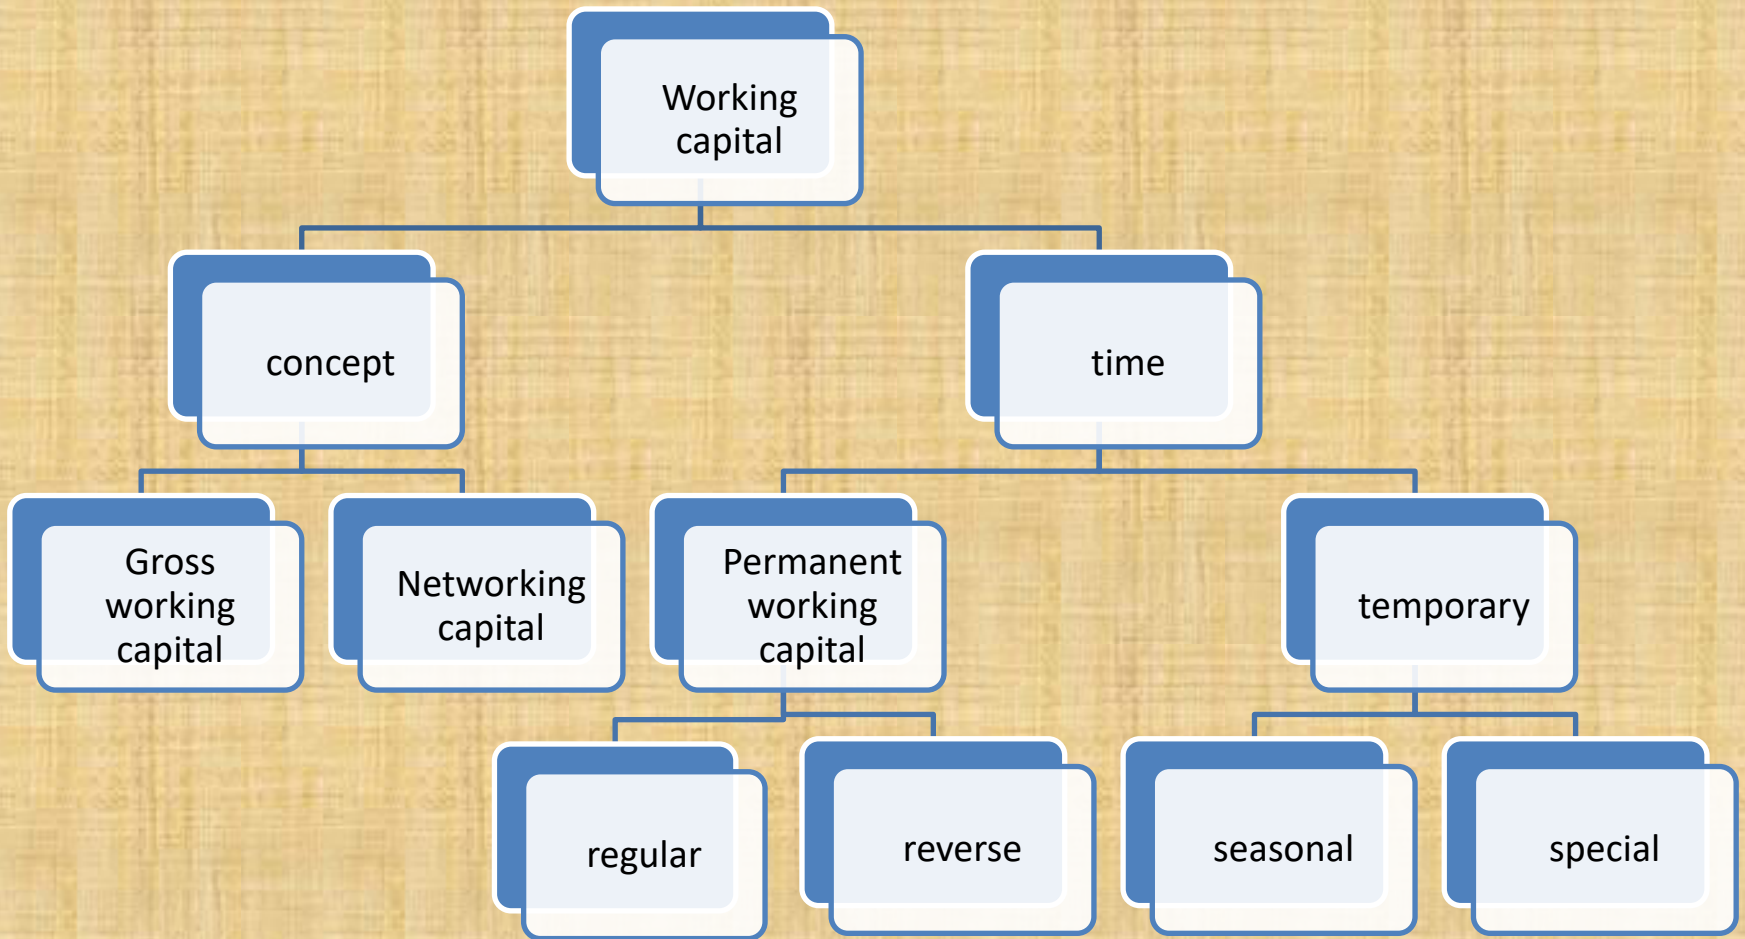 Working
capital
concept
time
Gross
working
capital
Networking
capital
Permanent
working
capital
temporary
regular
reverse
seasonal
special